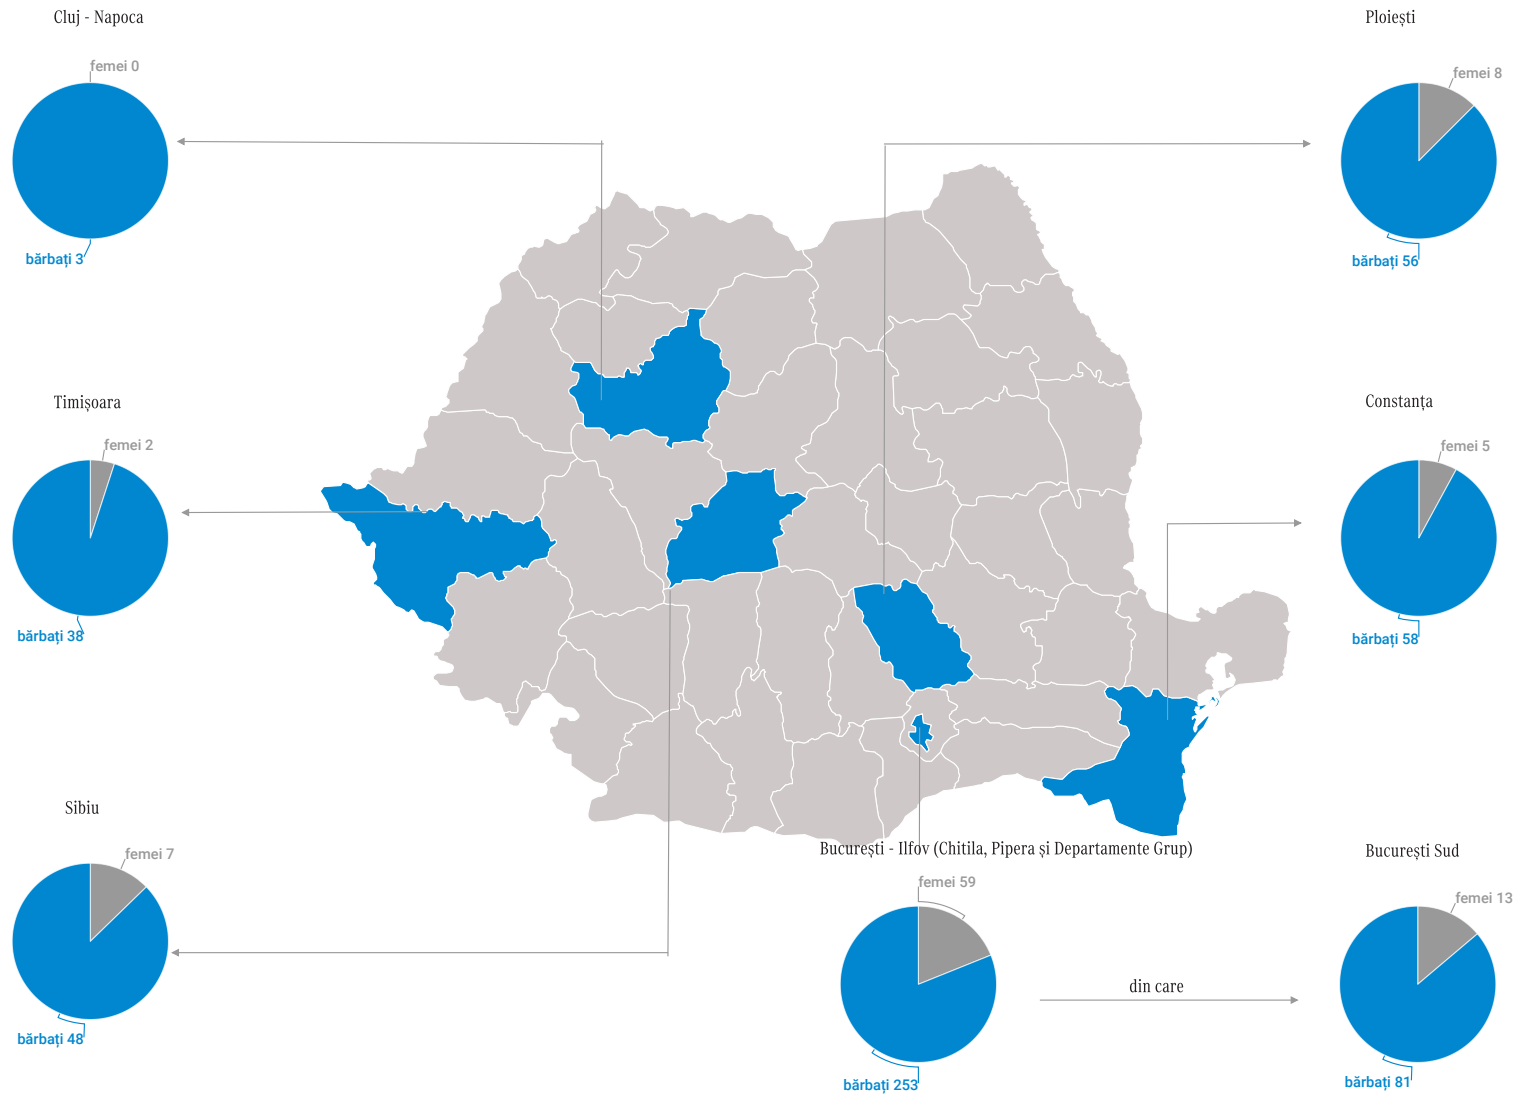 Cluj - Napoca
femei 0
bărbați 3
Ploiești
femei 8
bărbați 56
Timișoara
femei 2
bărbați 38
Constanța
femei 5
bărbați 58
Sibiu
femei 7
bărbați 48
București - Ilfov (Chitila, Pipera și Departamente Grup)
femei 59
bărbați 253
din care
București Sud
femei 13
bărbați 81